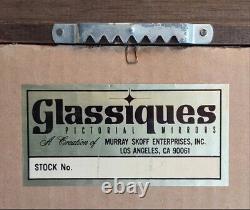 Glassiques
PICTORIAL MIRRORS
A Creation of MURRAY SKOFF ENTERPRISES, INC.
LOS ANGELES, CA 90061
STOCK No.